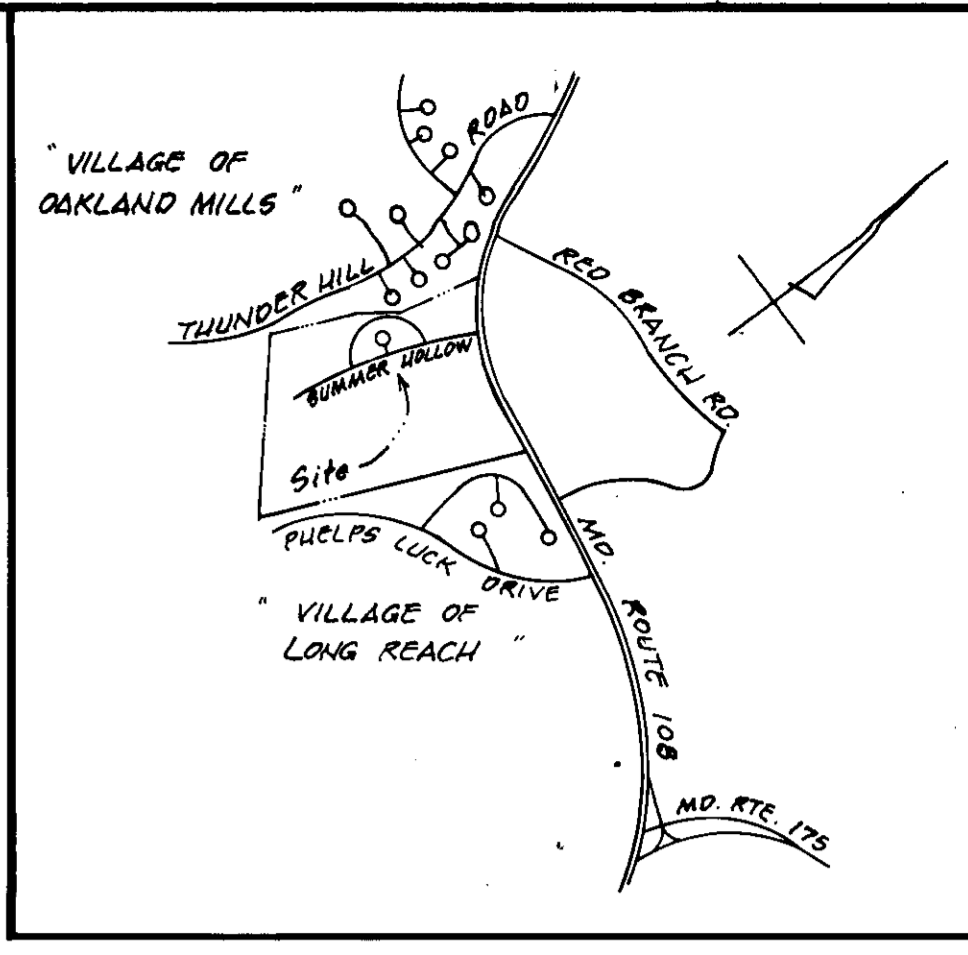 " VILLAGE OF
OAKLAND MILLS "
ROAD
THUNDER HILL
RED BRANCH RD.
SUMMER HOLLOW
Site
PHELPS LUCK DRIVE
MD. ROUTE 108
" VILLAGE OF
LONG REACH "
MD. RTE. 175